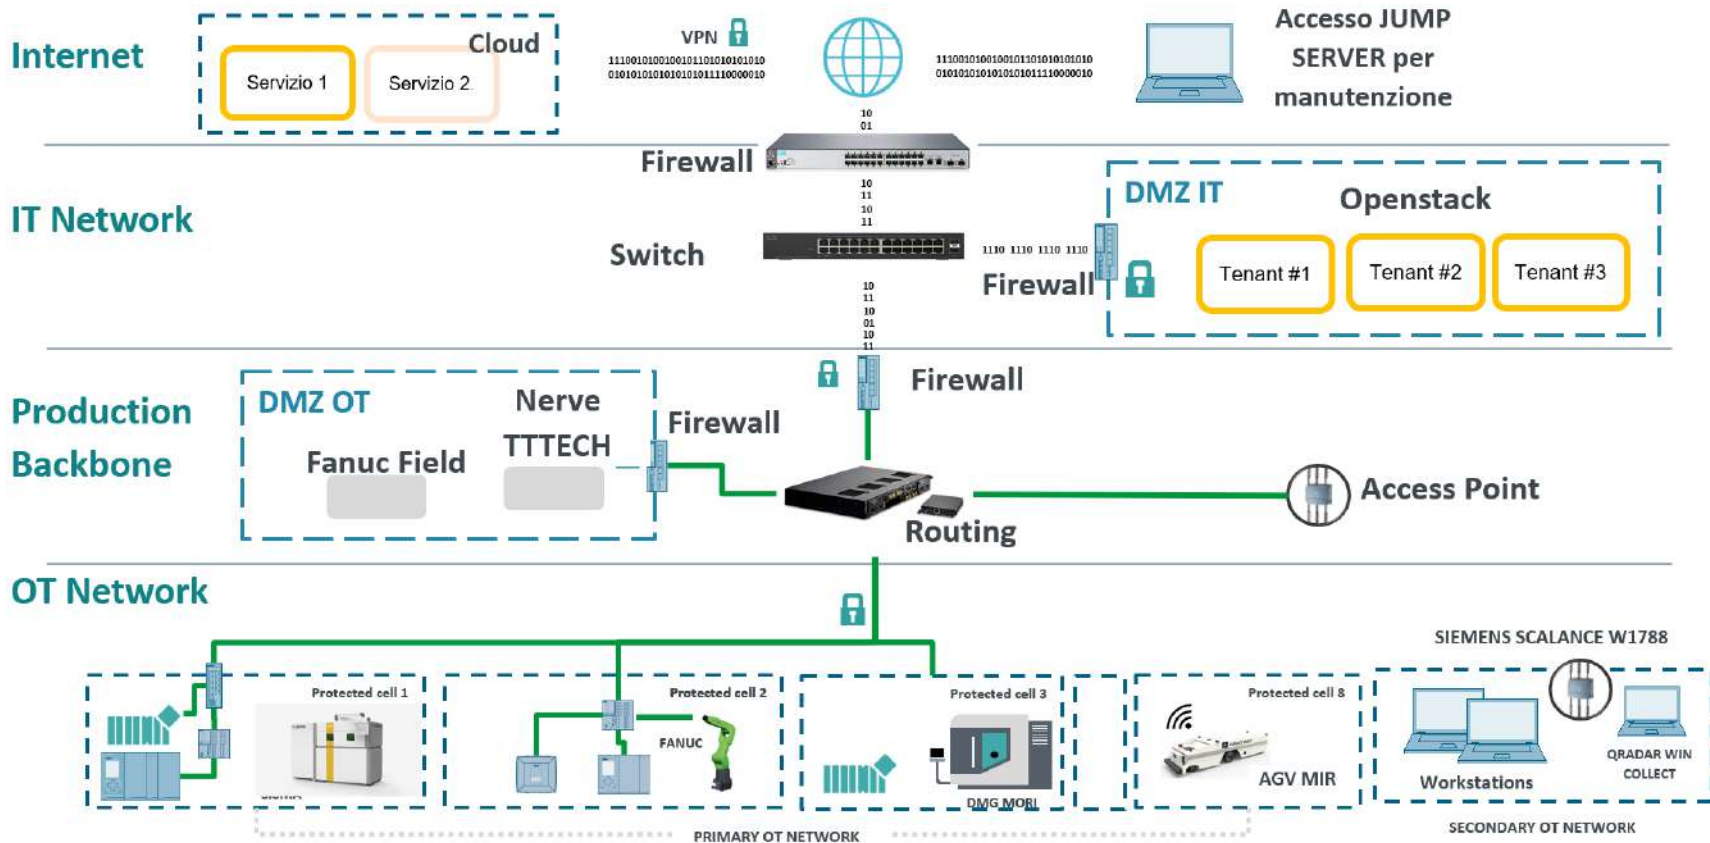 Internet
Cloud
Servizio 1
Servizio 2.
VPN
111001010010010110101010101010
010101010101010101011110000010
111001010010010110101010101010
010101010101010101011110000010
Accesso JUMP
SERVER per
manutenzione
10
01
Firewall
IT Network
10
11
10
11
Switch
1110 1110 1110 1110
Firewall
DMZ IT
Openstack
Tenant #1
Tenant #2
Tenant #3
10
11
10
01
10
11
Production
Backbone
DMZ OT
Nerve
TTTECH
Fanuc Field
Firewall
Firewall
Routing
Access Point
OT Network
SIEMENS SCALANCE W1788
Protected cell 1
Protected cell 2
FANUC
Protected cell 3
DMG MORI
Protected cell 8
AGV MIR
Workstations
QRADAR WIN
COLLECT
PRIMARY OT NETWORK
SECONDARY OT NETWORK